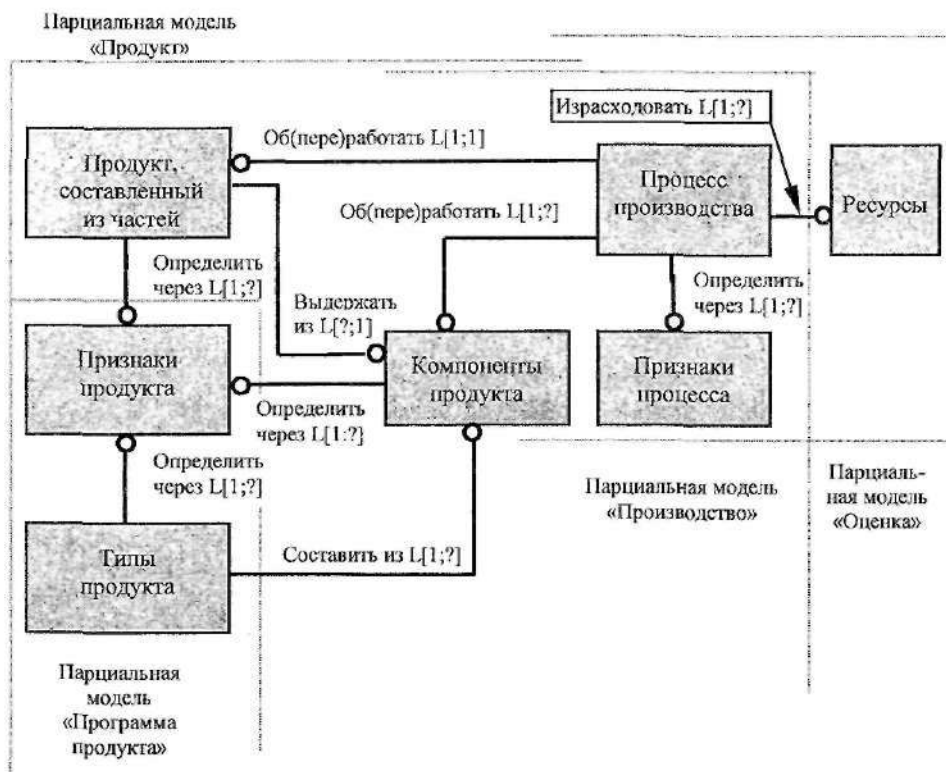 Парциальная модель
«Продукт»
Израсходовать L[1;?]
Об(пере)работать L[1;1]
Продукт,
составленный
из частей
Процесс
производства
Ресурсы
Об(пере)работать L[1;?]
Определить
через L[1;?]
Выдержать
из L[?;1]
Определить
через L[1;?]
Признаки
продукта
Компоненты
продукта
Признаки
процесса
Определить
через L[1:?}
Определить
через L[1;?]
Парциальная модель
«Производство»
Парциаль-
ная модель
«Оценка»
Типы
продукта
Составить из L[1;?]
Парциальная
модель
«Программа
продукта»